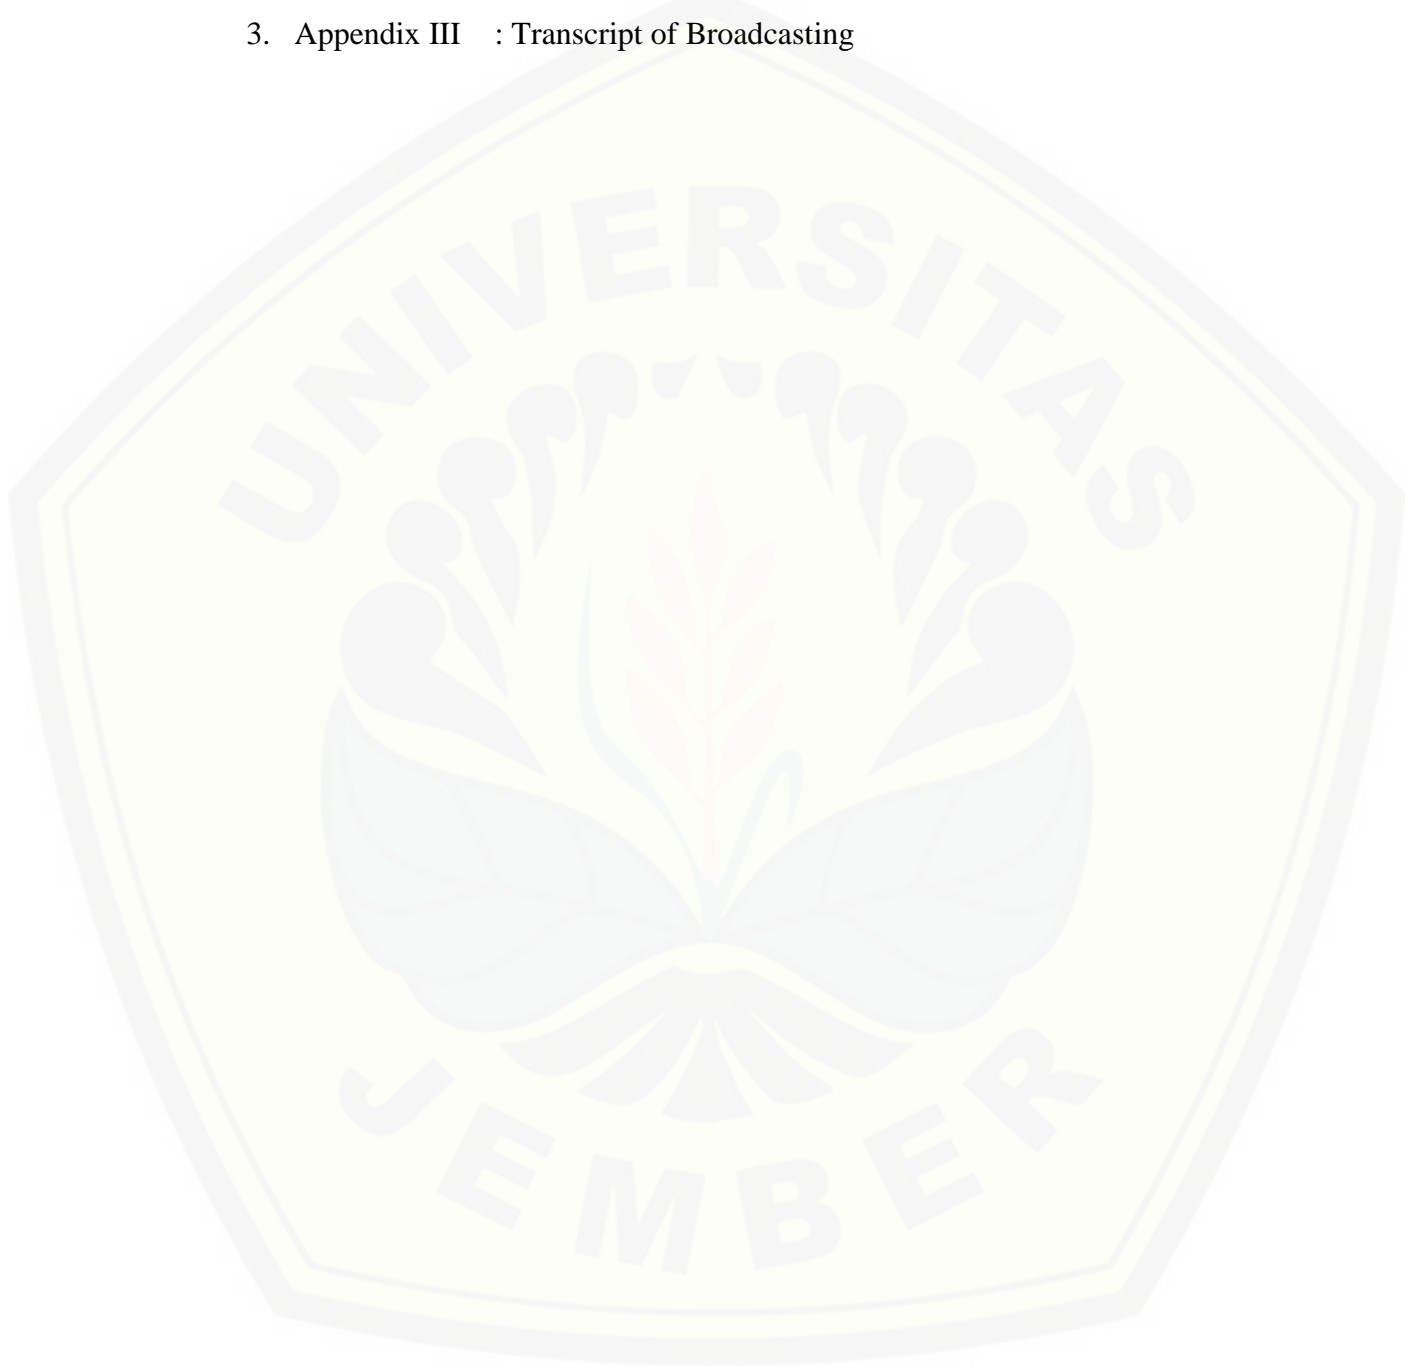 3. Appendix III : Transcript of Broadcasting
UNIVERSITAS
JEMBER